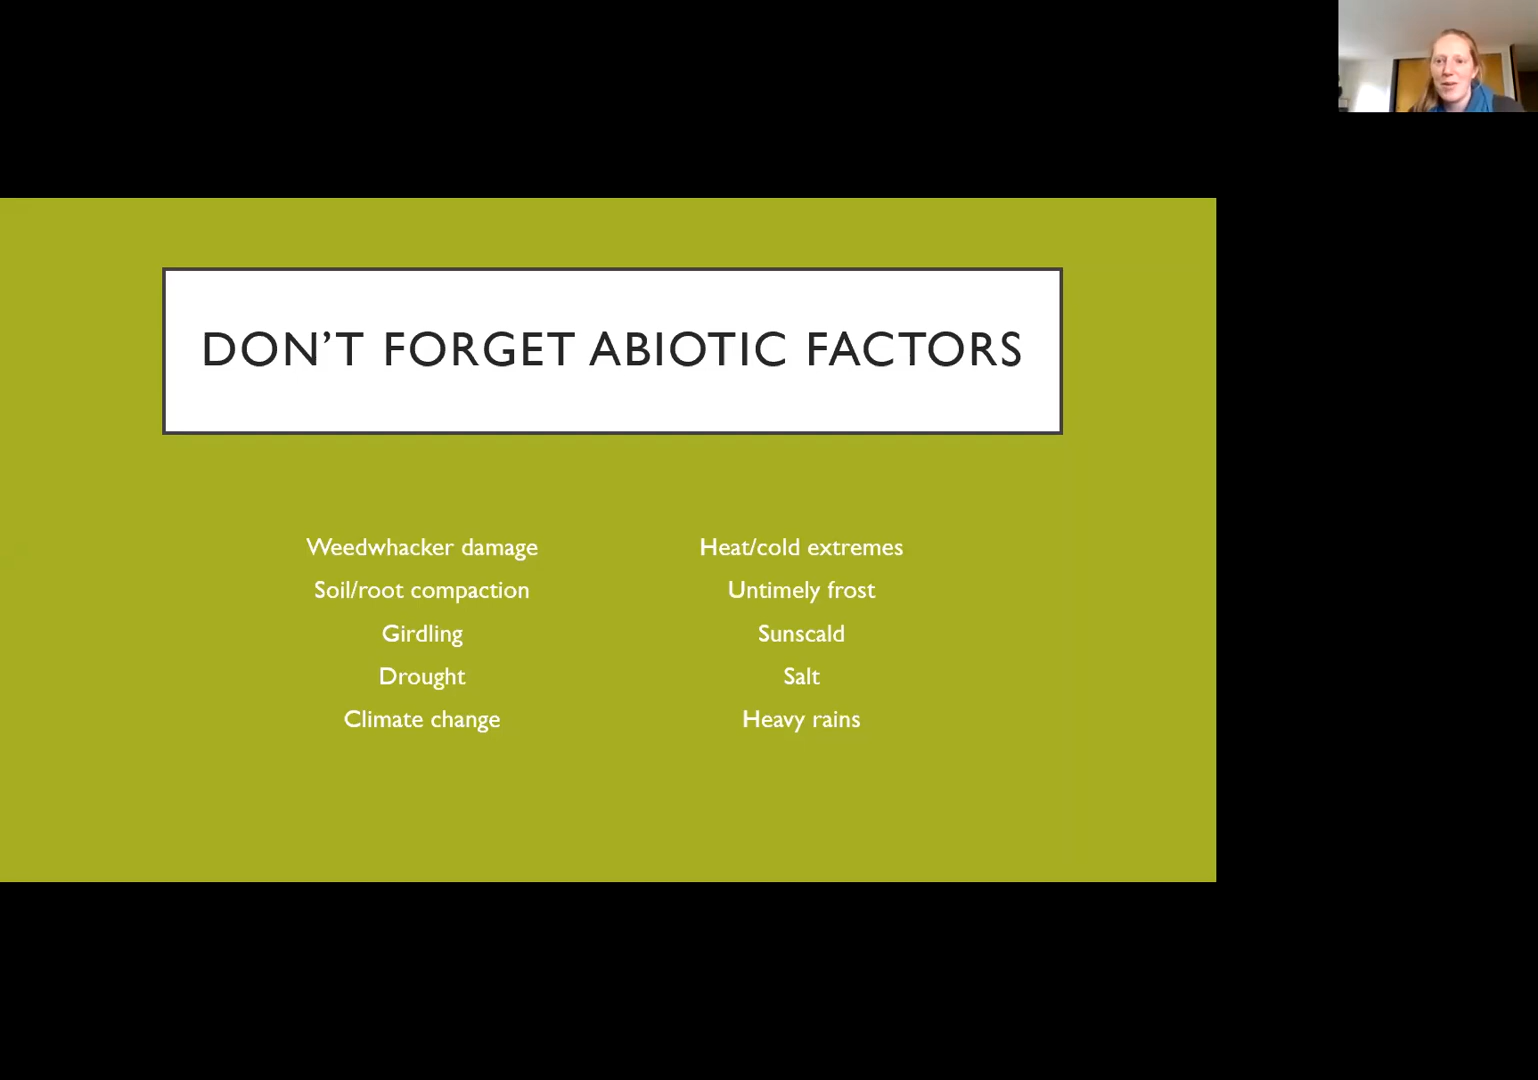 DON'T FORGET ABIOTIC FACTORS
Weedwhacker damage
Soil/root compaction
Girdling
Drought
Climate change
Heat/cold extremes
Untimely frost
Sunscald
Salt
Heavy rains